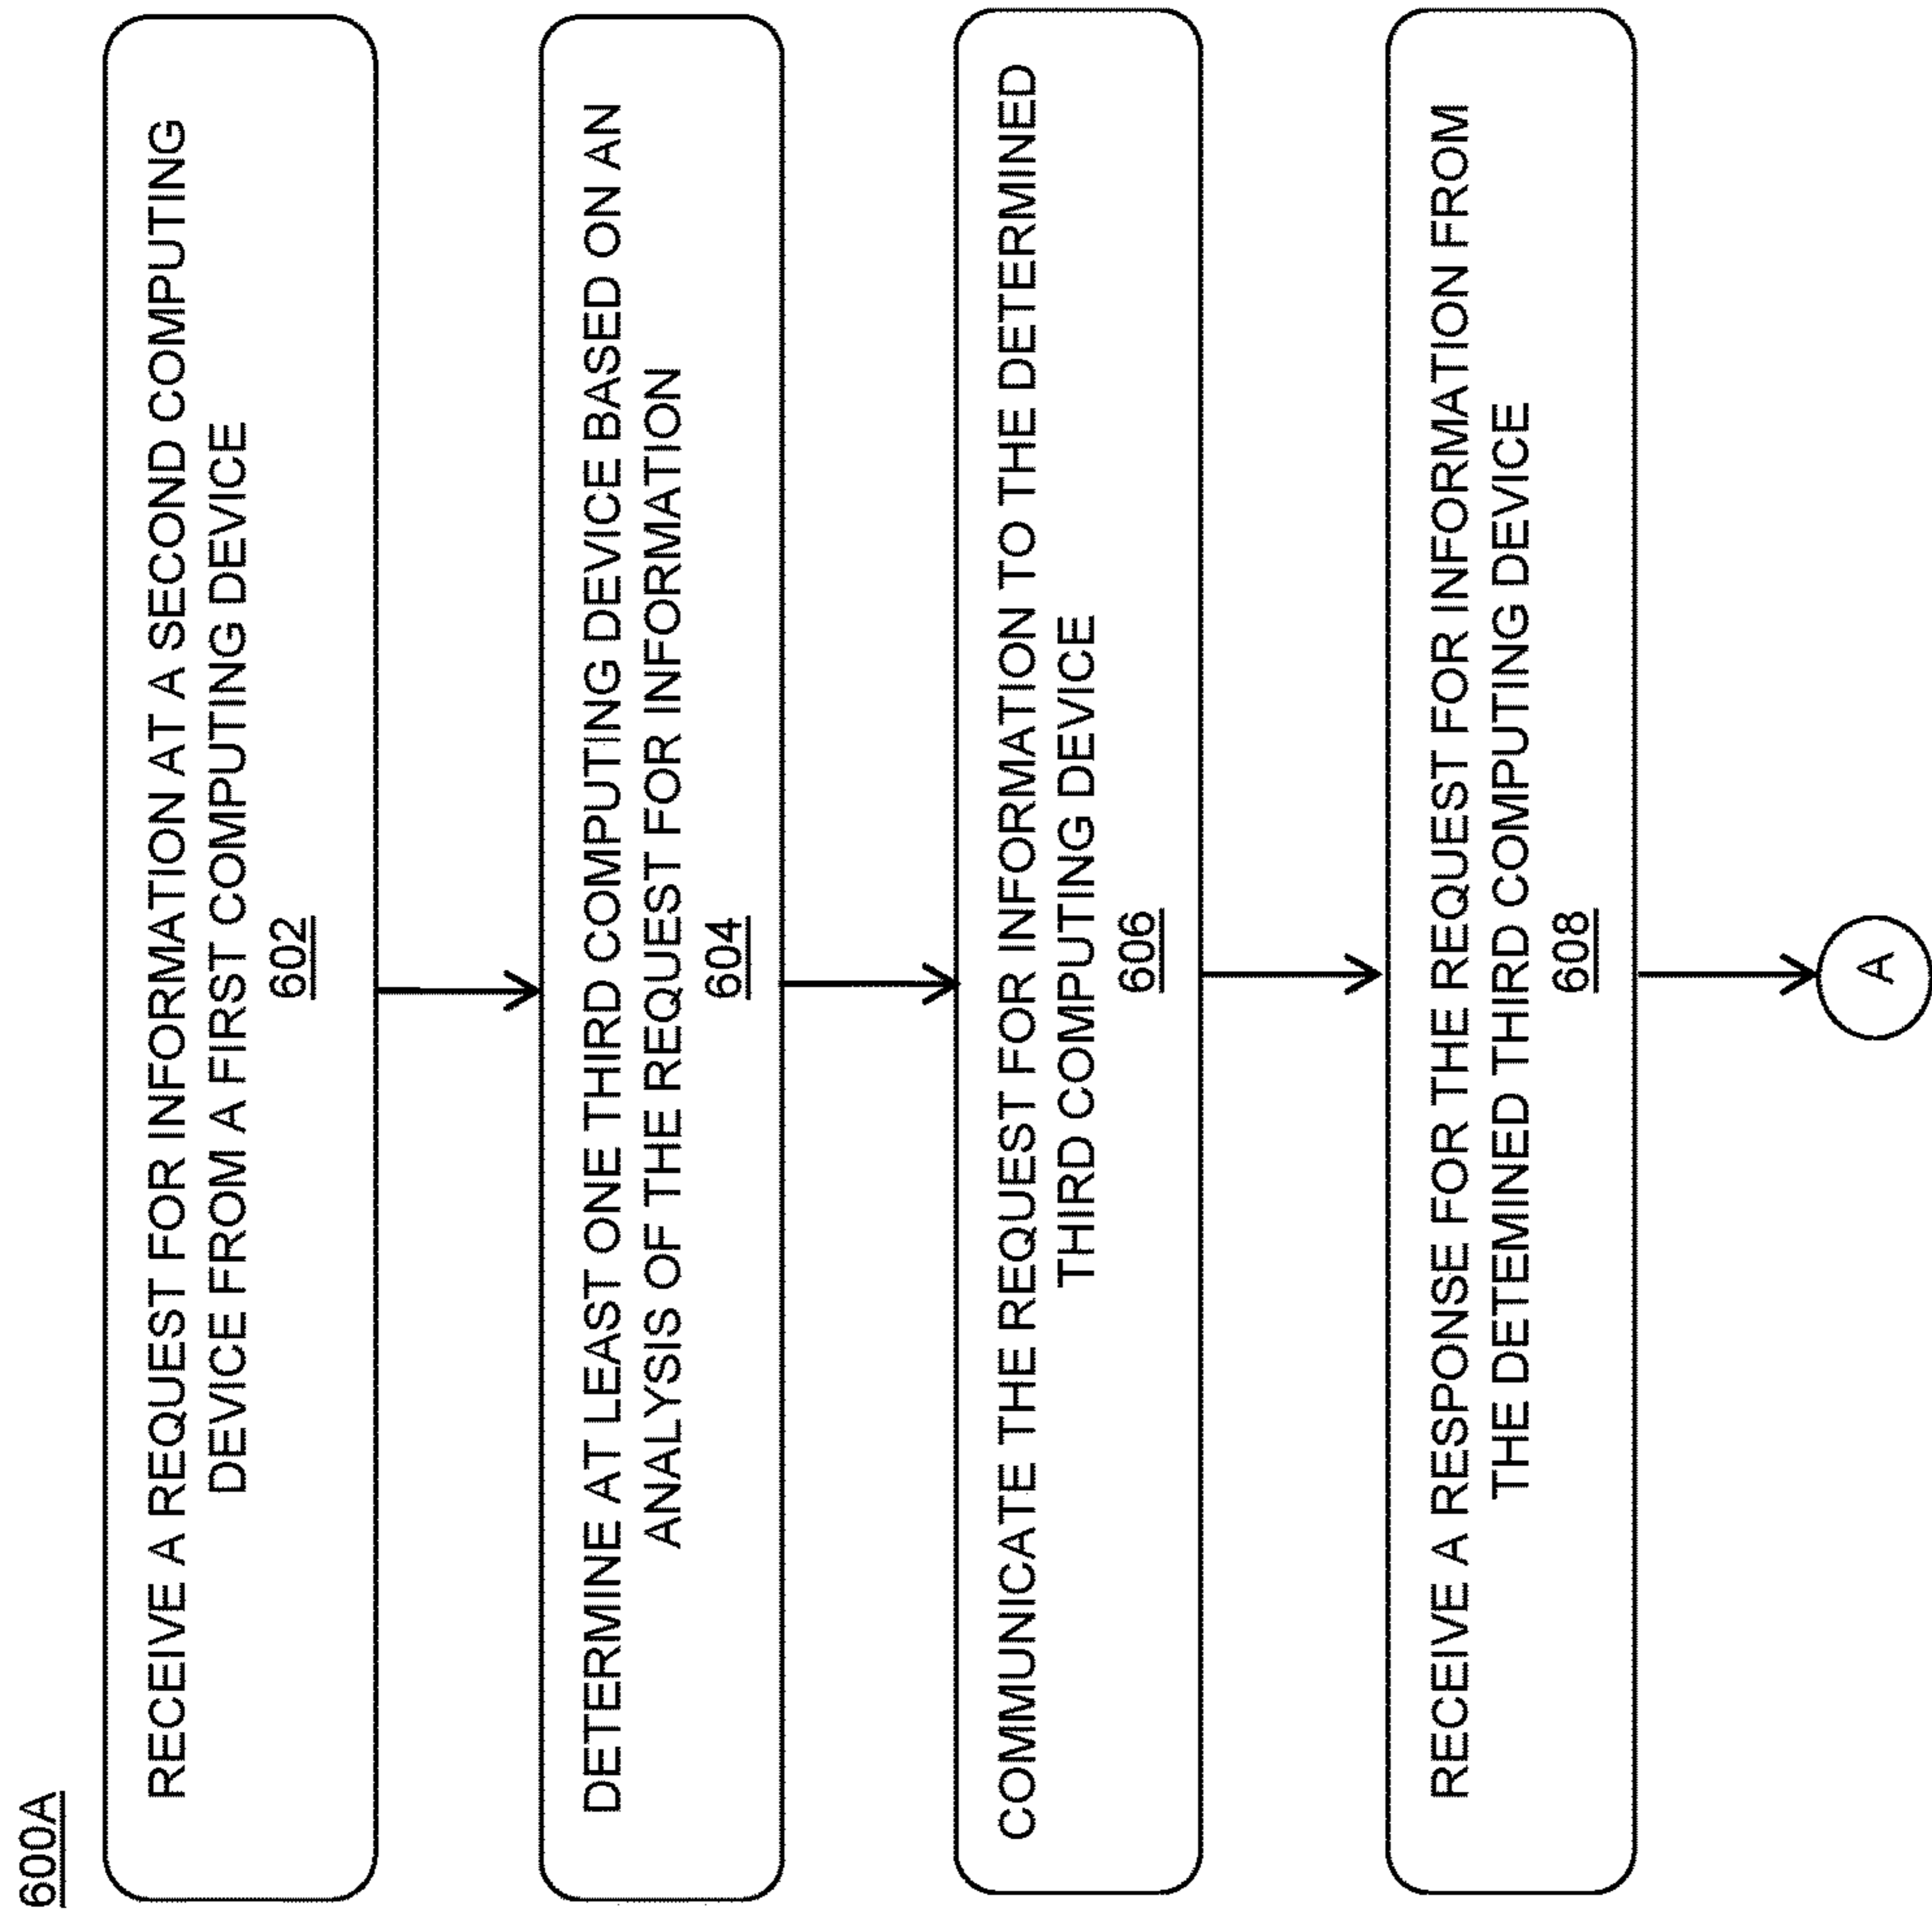 600A
RECEIVE A REQUEST FOR INFORMATION AT A SECOND COMPUTING
DEVICE FROM A FIRST COMPUTING DEVICE
602
DETERMINE AT LEAST ONE THIRD COMPUTING DEVICE BASED ON AN
ANALYSIS OF THE REQUEST FOR INFORMATION
604
COMMUNICATE THE REQUEST FOR INFORMATION TO THE DETERMINED
THIRD COMPUTING DEVICE
606
RECEIVE A RESPONSE FOR THE REQUEST FOR INFORMATION FROM
THE DETEMINED THIRD COMPUTING DEVICE
608
A